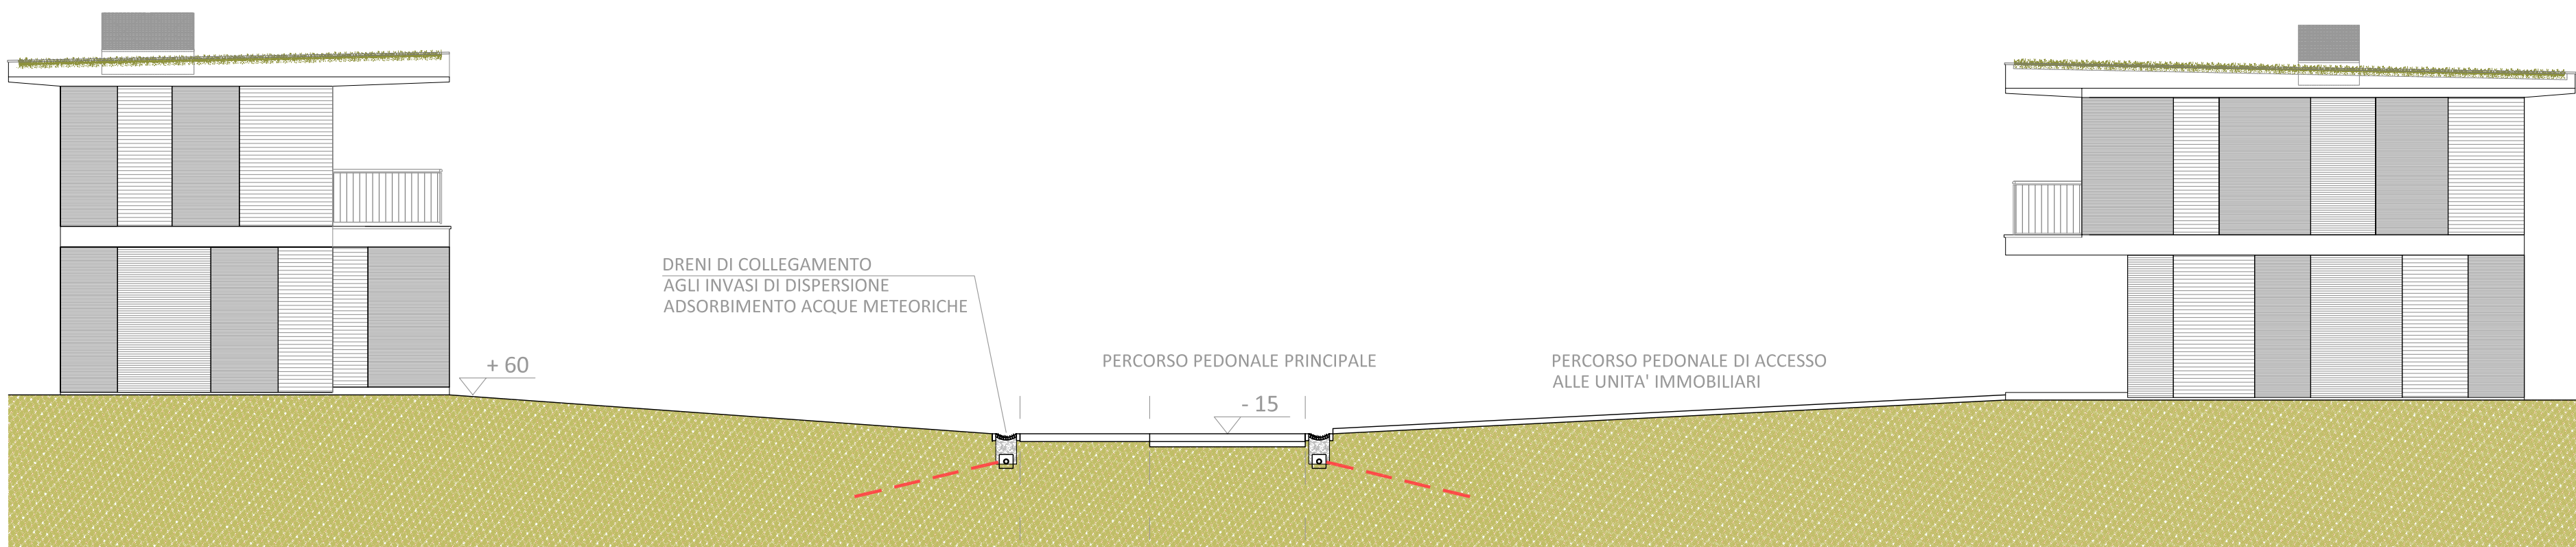 DRENI DI COLLEGAMENTO
AGLI INVASI DI DISPERSIONE
ADSORBIMENTO ACQUE METEORICHE
+ 60
PERCORSO PEDONALE PRINCIPALE
- 15
PERCORSO PEDONALE DI ACCESSO
ALLE UNITA' IMMOBILIARI